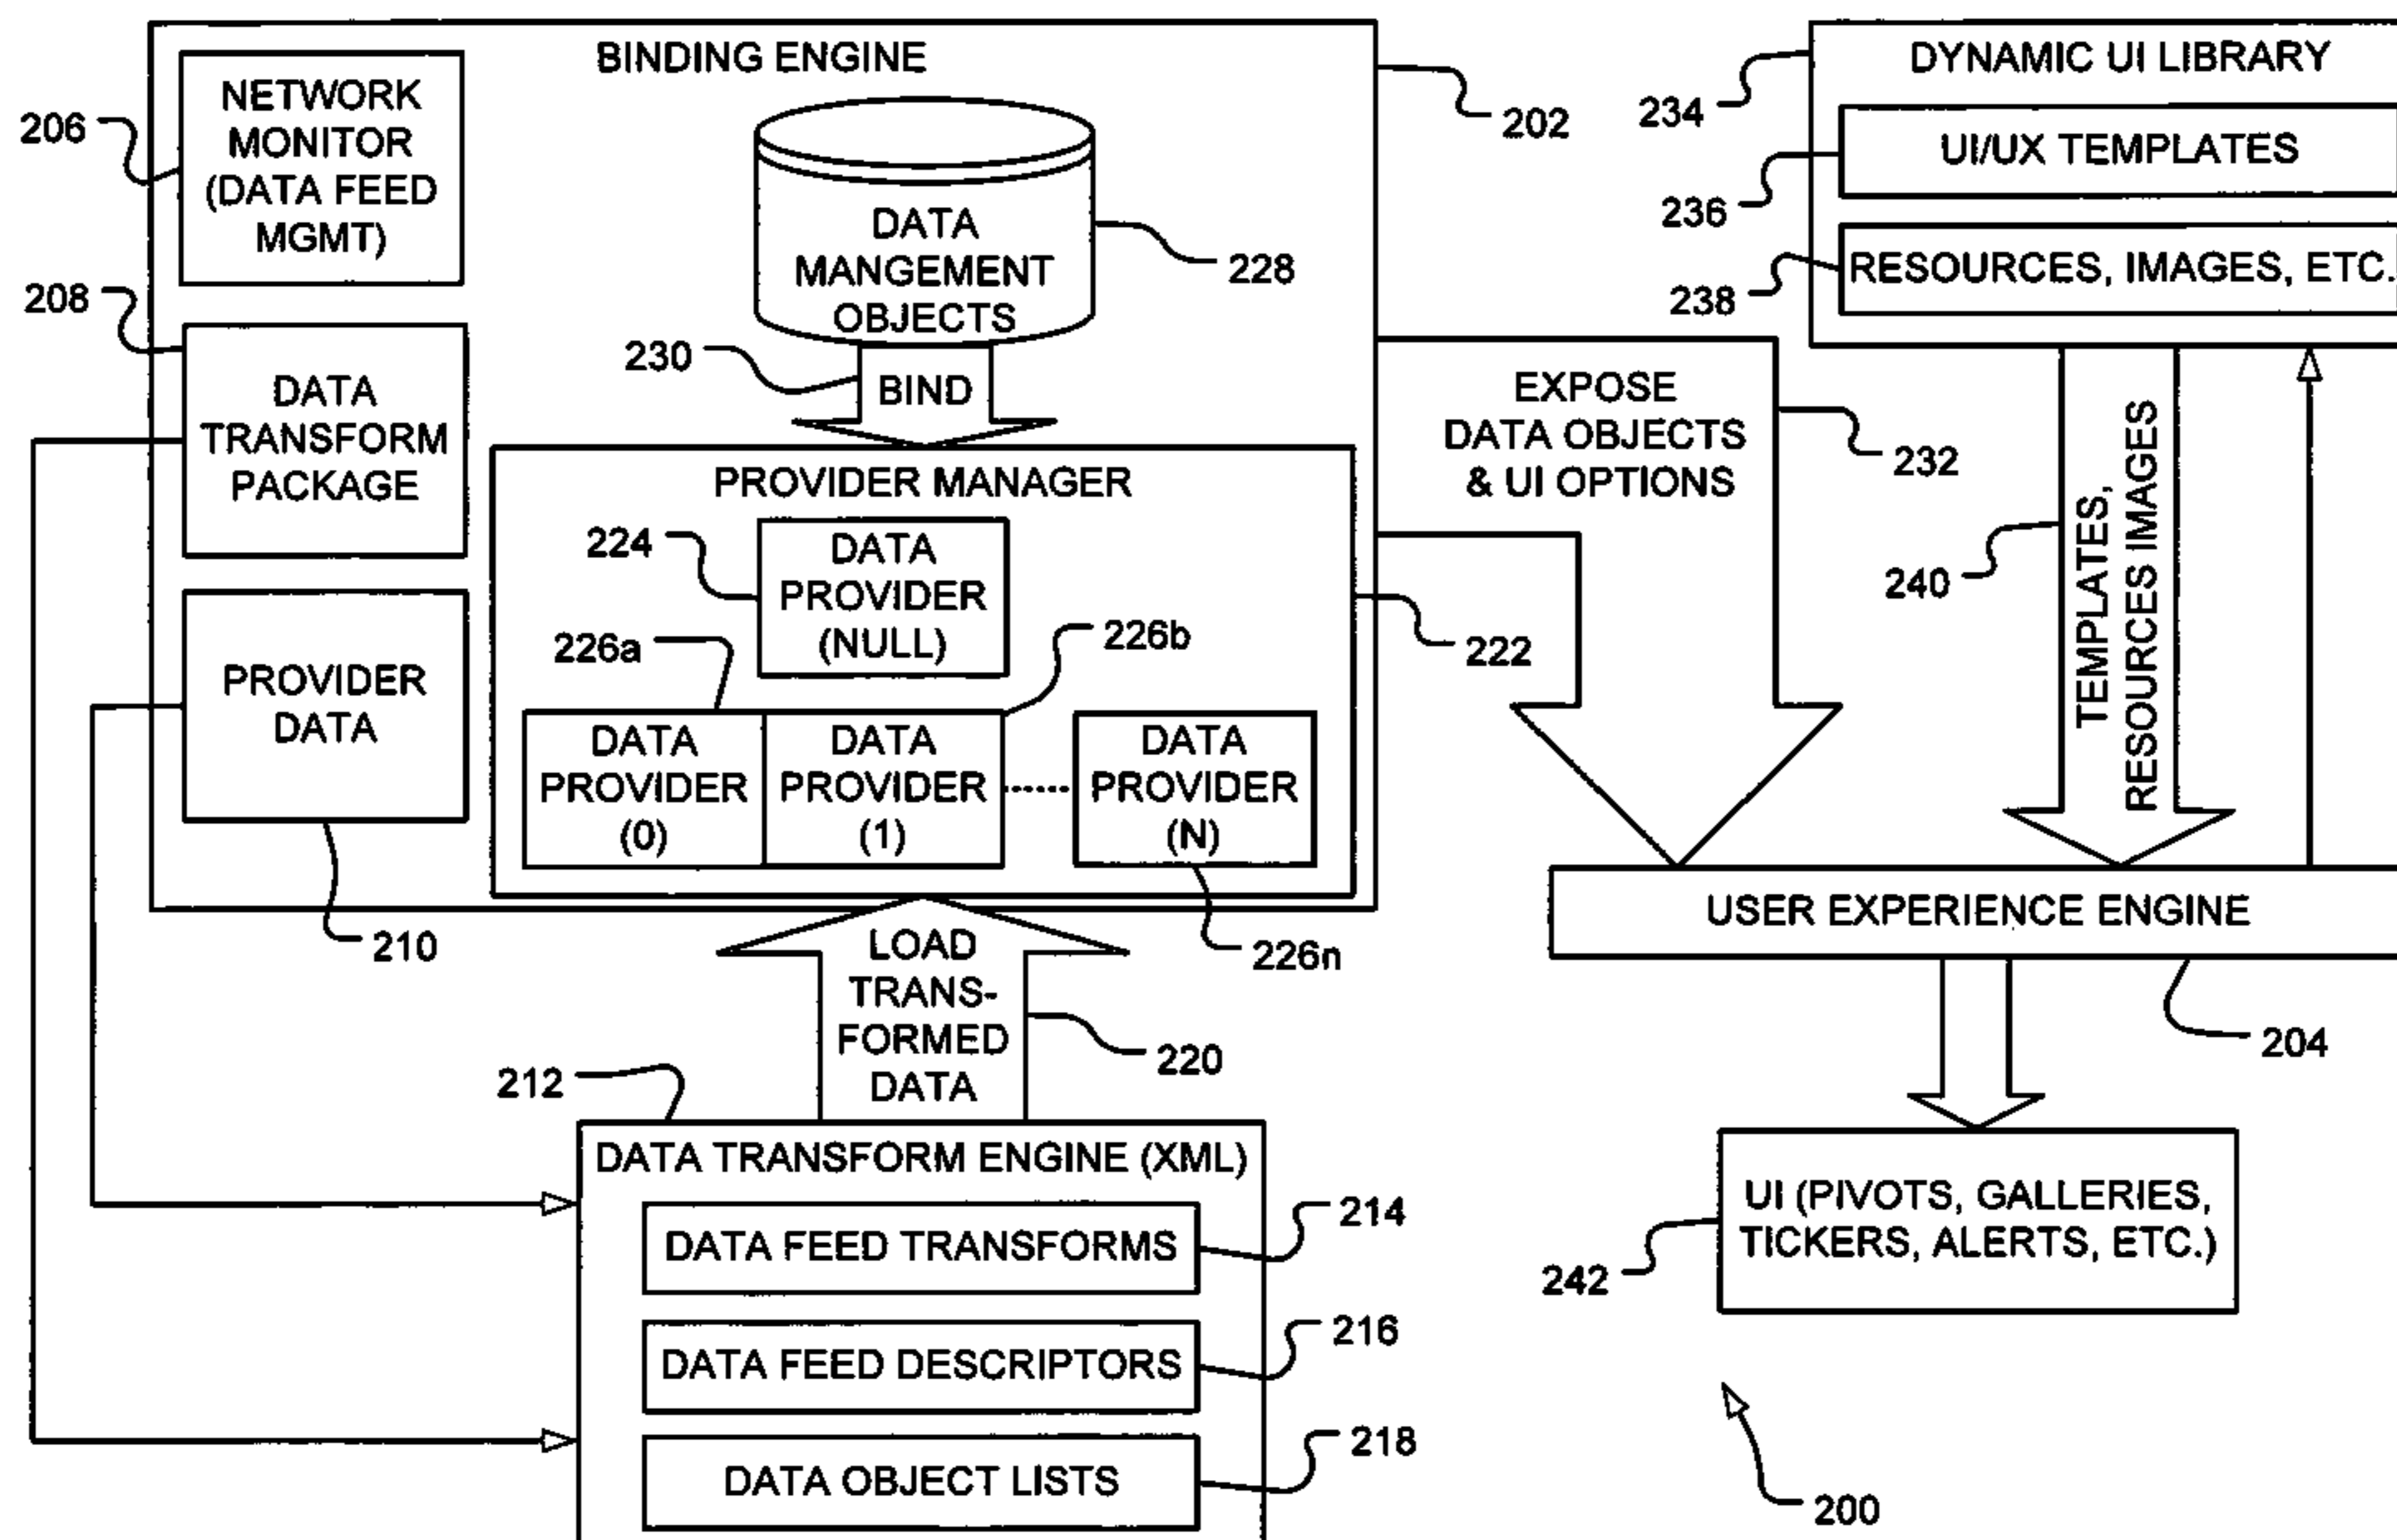 BINDING ENGINE
202
206
NETWORK
MONITOR
(DATA FEED
MGMT)
208
DATA
TRANSFORM
PACKAGE
PROVIDER
DATA
210
DATA
MANGEMENT
OBJECTS
228
230
BIND
PROVIDER MANAGER
222
224
DATA
PROVIDER
(NULL)
226a
226b
DATA
PROVIDER
(0)
DATA
PROVIDER
(1)
DATA
PROVIDER
(N)
226n
LOAD
TRANS-
FORMED
DATA
220
212
DATA TRANSFORM ENGINE (XML)
DATA FEED TRANSFORMS
214
DATA FEED DESCRIPTORS
216
DATA OBJECT LISTS
218
EXPOSE
DATA OBJECTS
& UI OPTIONS
232
234
DYNAMIC UI LIBRARY
UI/UX TEMPLATES
236
RESOURCES, IMAGES, ETC.
238
TEMPLATES,
RESOURCES IMAGES
240
USER EXPERIENCE ENGINE
204
UI (PIVOTS, GALLERIES,
TICKERS, ALERTS, ETC.)
242
200